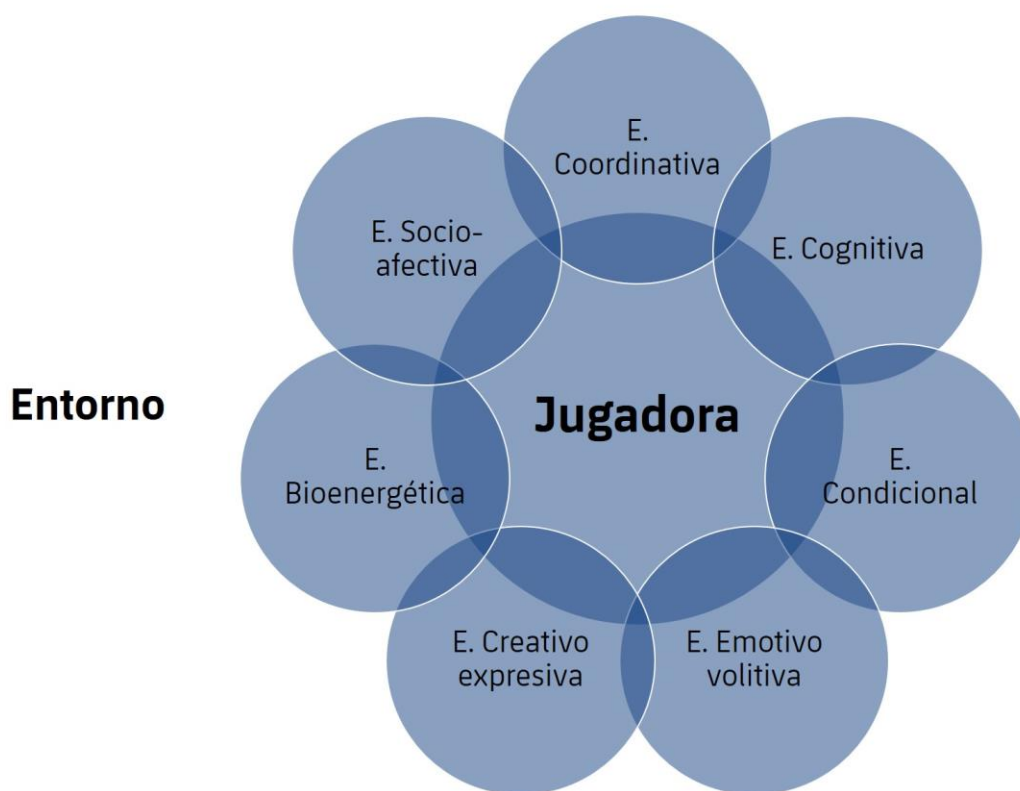 E.
Coordinativa
E. Socio-
afectiva
E. Cognitiva
Entorno
Jugadora
E.
Bioenergética
E.
Condicional
E. Creativo
expresiva
E. Emotivo
volitiva